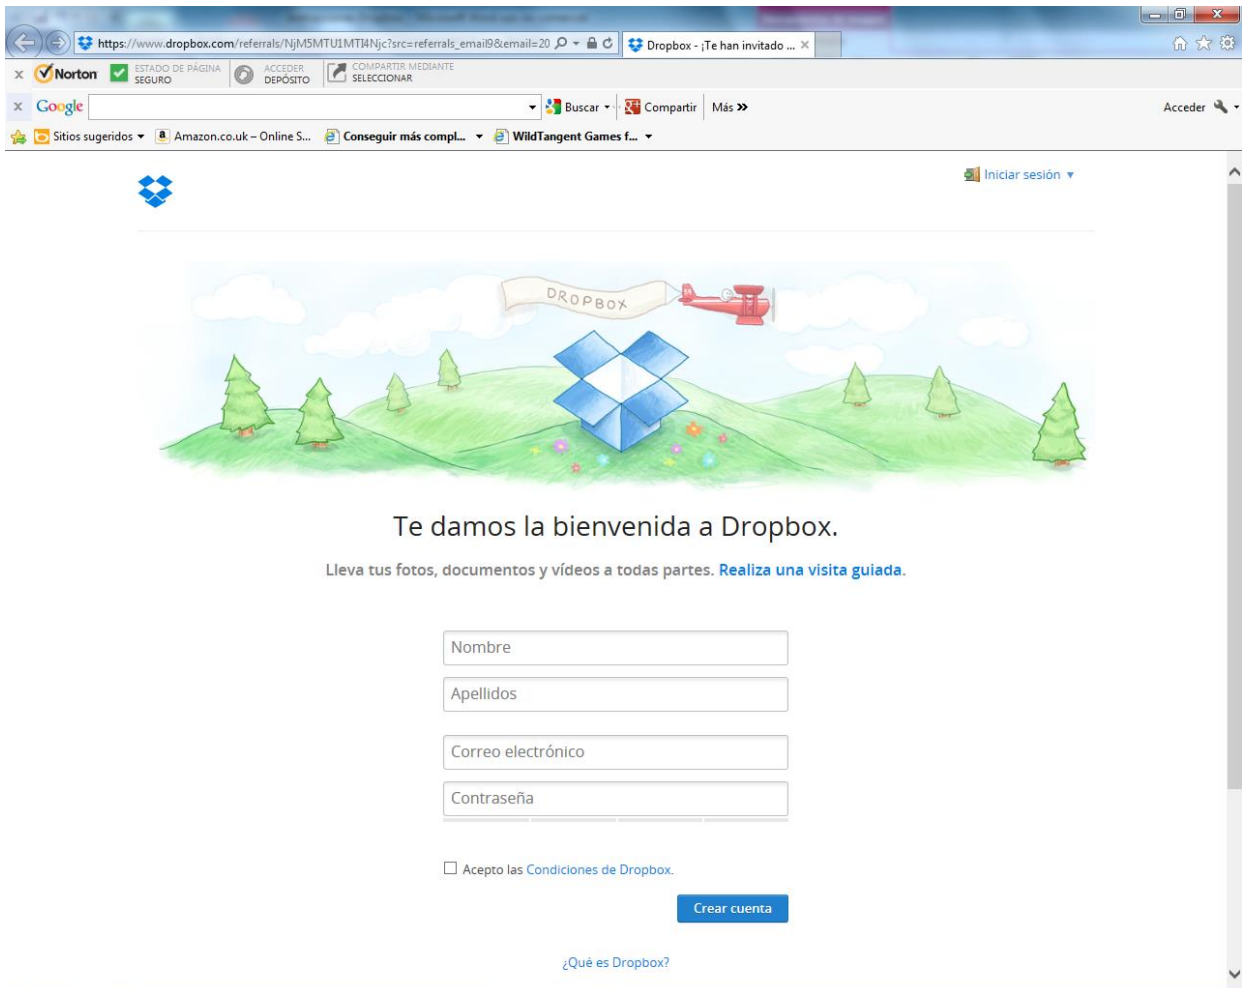 https://www.dropbox.com/referrals/NjM5MTU1MTI4Njc?src=referrals_email9&email=20
Dropbox - ¡Te han invitado ...
Norton
ESTADO DE PÁGINA
SEGURO
ACCEDER
DEPÓSITO
COMPARTIR MEDIANTE
SELECCIONAR
Google
Buscar
Compartir
Más
Acceder
Sitios sugeridos
Amazon.co.uk – Online S...
Conseguir más compl...
WildTangent Games f...
Iniciar sesión
DROPBOX
Te damos la bienvenida a Dropbox.
Lleva tus fotos, documentos y vídeos a todas partes. Realiza una visita guiada.
Nombre
Apellidos
Correo electrónico
Contraseña
Acepto las Condiciones de Dropbox.
Crear cuenta
¿Qué es Dropbox?